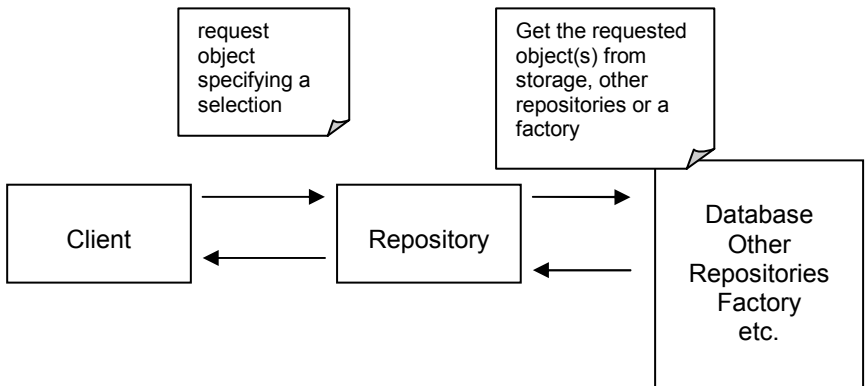 request
object
specifying a
selection
Get the requested
object(s) from
storage, other
repositories or a
factory
Client
Repository
Database
Other
Repositories
Factory
etc.